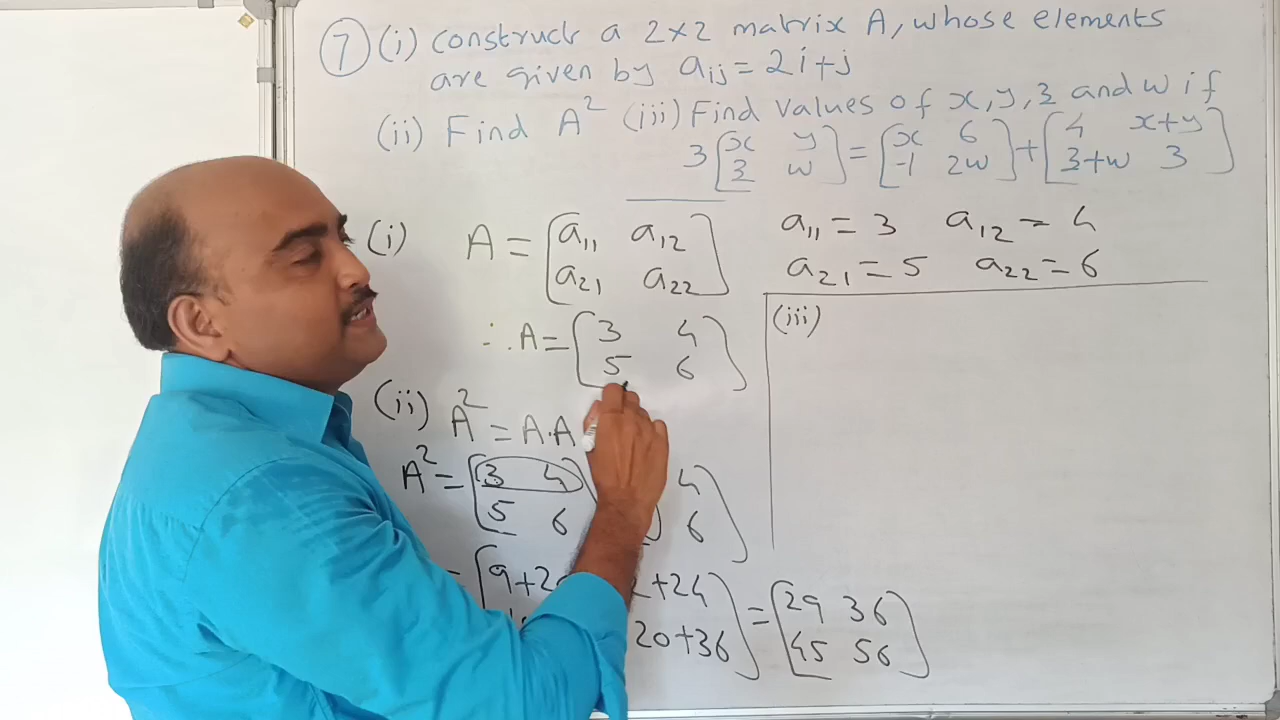 7 (i) construct a 2×2 matrix A, whose elements
are given by aij = 2i+j
(ii) Find A² (iii) Find values of x, y, z and w if
3[x y
z w] = [x 6
-1 2w] + [4 x+y
z+w 3]
(i) A = [a11 a12
a21 a22]
a11 = 3 a12 = 4
a21 = 5 a22 = 6
∴ A = [3 4
5 6]
(ii) A² = A.A
A² = [3 4
5 6] [ 4
6]
= [9+2 +24
20+36] = [29 36
45 56]
(iii)